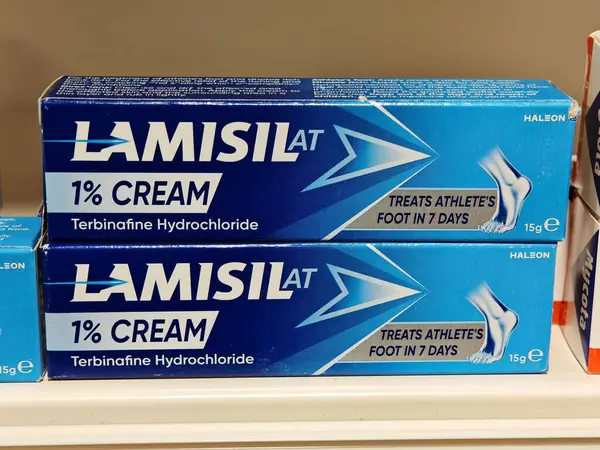 HALEON
LAMISIL AT
1% CREAM
Terbinafine Hydrochloride
TREATS ATHLETE'S
FOOT IN 7 DAYS
15g e
HALEON
LAMISIL AT
1% CREAM
Terbinafine Hydrochloride
TREATS ATHLETE'S
FOOT IN 7 DAYS
15g e
15g e
Mycota